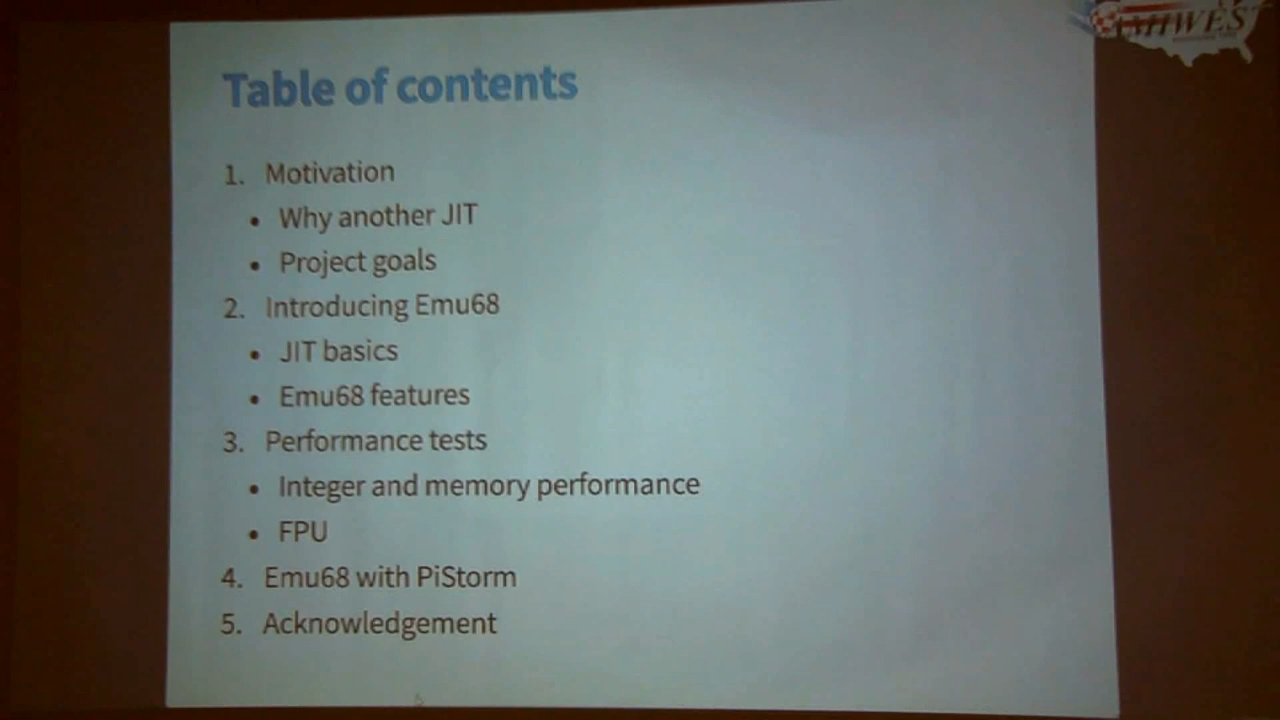 Table of contents
1. Motivation
• Why another JIT
• Project goals
2. Introducing Emu68
• JIT basics
• Emu68 features
3. Performance tests
• Integer and memory performance
• FPU
4. Emu68 with PiStorm
5. Acknowledgement